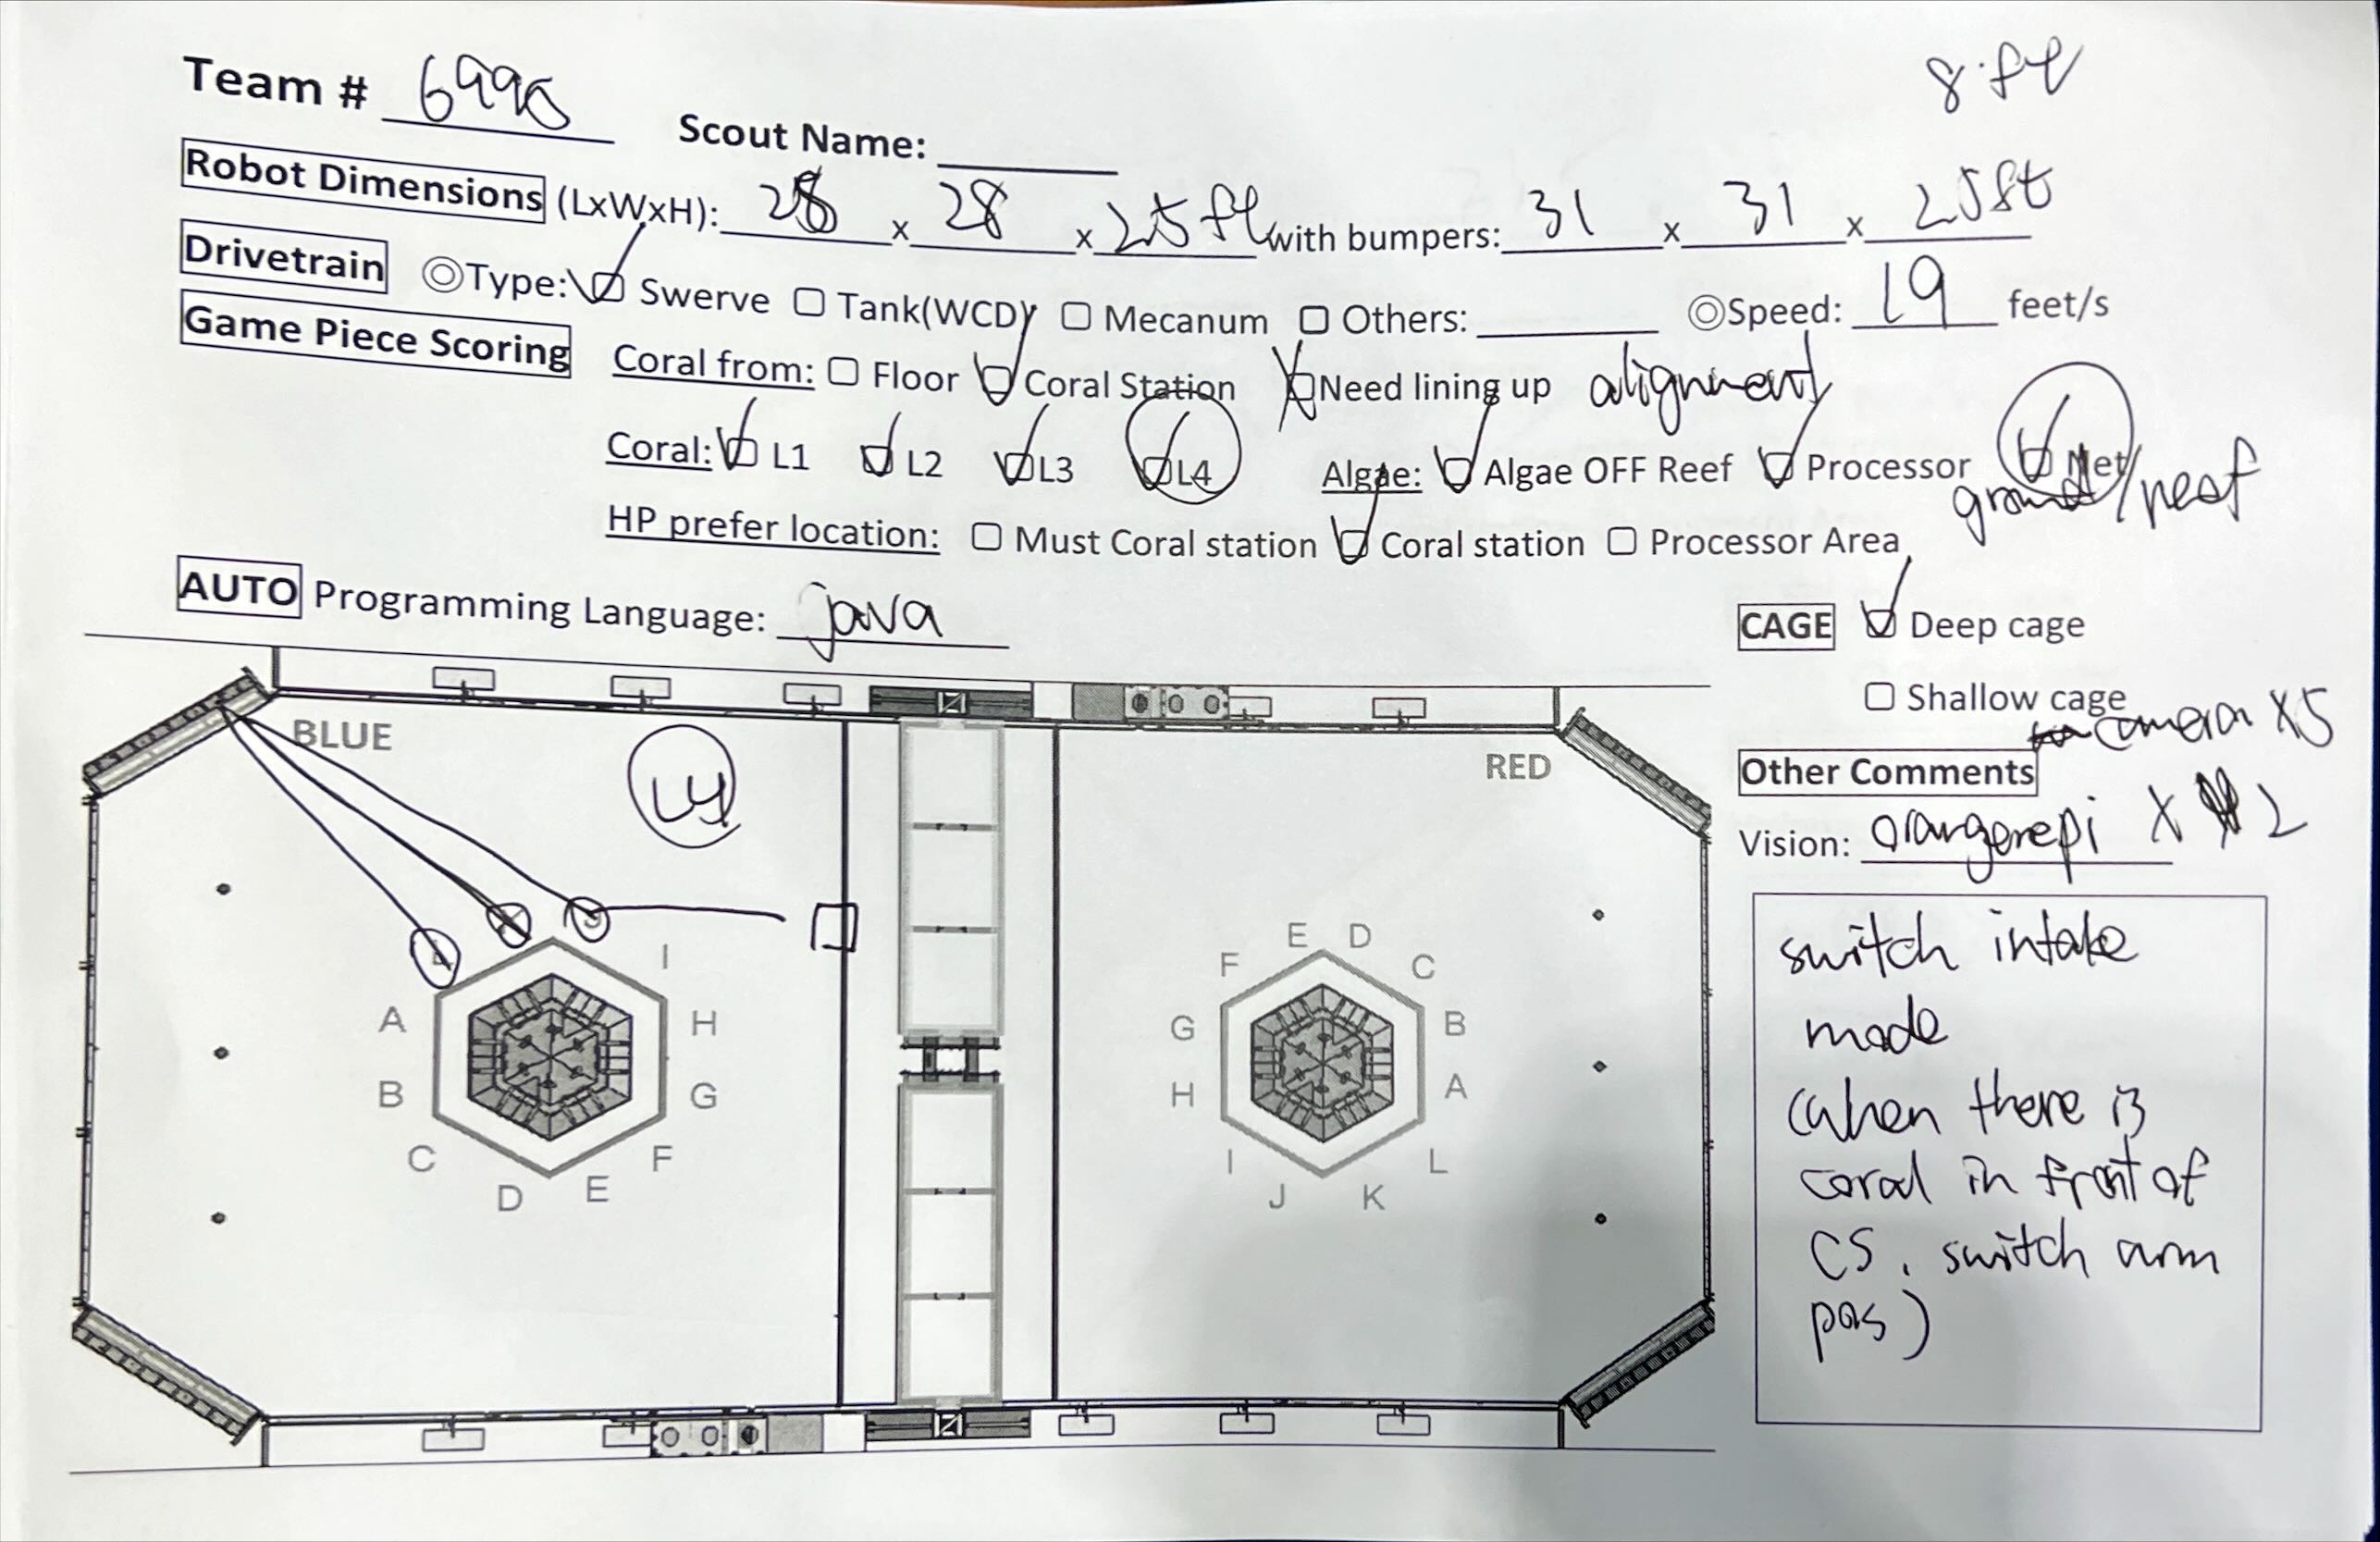 8 ft
Team # 6998 Scout Name:
Robot Dimensions (LxWxH): 28 x 28 x 2.5 ft with bumpers: 31 x 31 x 2.5 ft
Drivetrain ◎Type: ☑ Swerve ☐ Tank(WCD) ☐ Mecanum ☐ Others: ◎Speed: 19 feet/s
Game Piece Scoring Coral from: ☐ Floor ☑ Coral Station ☒ Need lining up alignment
Coral: ☑ L1 ☑ L2 ☑ L3 ☑ L4 Algae: ☑ Algae OFF Reef ☑ Processor ☑ Net
ground/reef
HP prefer location: ☐ Must Coral station ☑ Coral station ☐ Processor Area
AUTO Programming Language: java
CAGE ☑ Deep cage
☐ Shallow cage
camera x5
Other Comments
Vision: orangepi x 2
switch intake
mode
(when there is
coral in front of
CS, switch arm
pos)
BLUE
L4
RED
L K J I
A H
B G
C F
D E
E D
F C
G B
H A
I L
J K